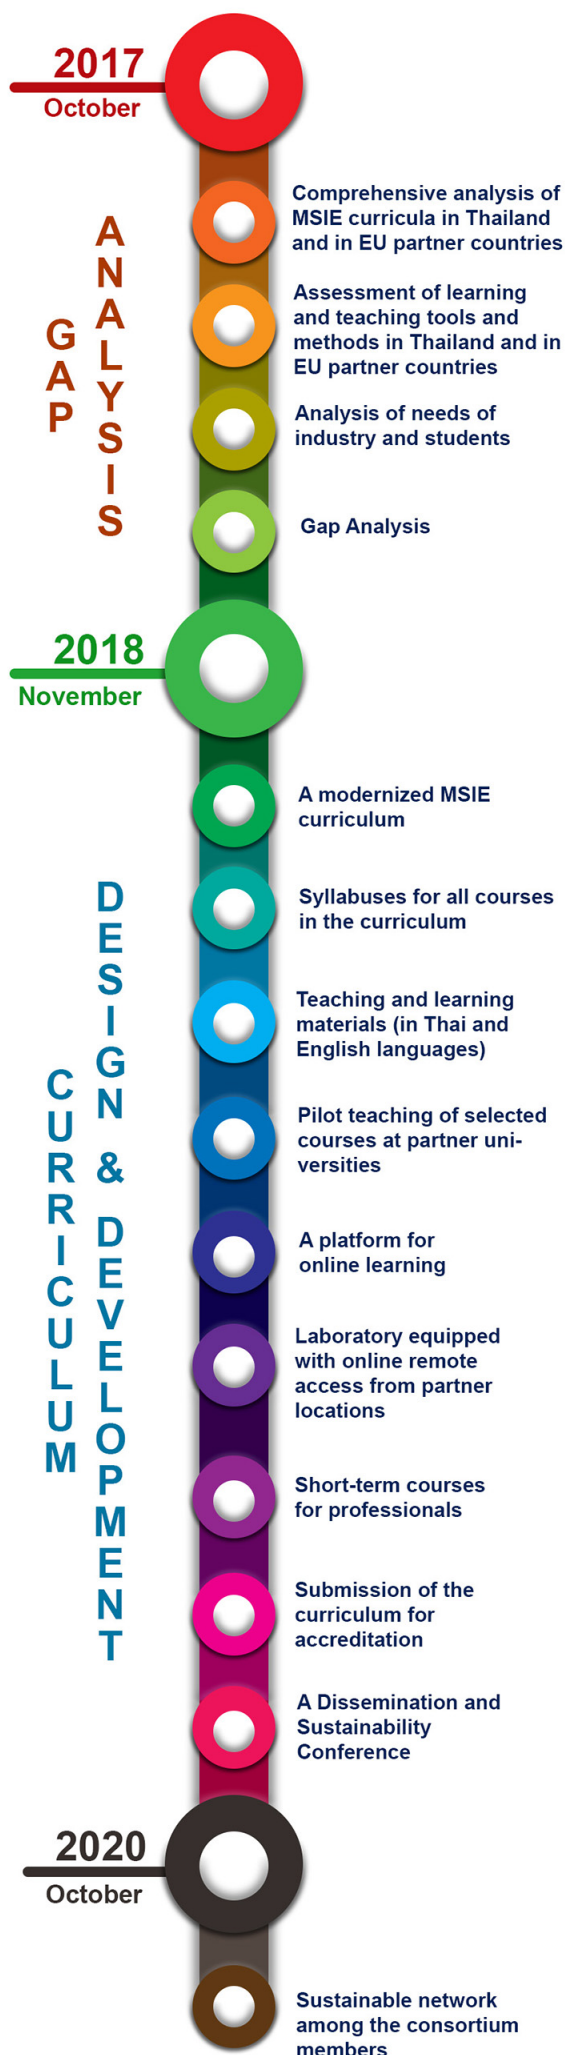 2017
October
GAP
ANALYSIS
Comprehensive analysis of
MSIE curricula in Thailand
and in EU partner countries
Assessment of learning
and teaching tools and
methods in Thailand and in
EU partner countries
Analysis of needs of
industry and students
Gap Analysis
2018
November
CURRICULUM
DESIGN & DEVELOPMENT
A modernized MSIE
curriculum
Syllabuses for all courses
in the curriculum
Teaching and learning
materials (in Thai and
English languages)
Pilot teaching of selected
courses at partner uni-
versities
A platform for
online learning
Laboratory equipped
with online remote
access from partner
locations
Short-term courses
for professionals
Submission of the
curriculum for
accreditation
A Dissemination and
Sustainability
Conference
2020
October
Sustainable network
among the consortium
members